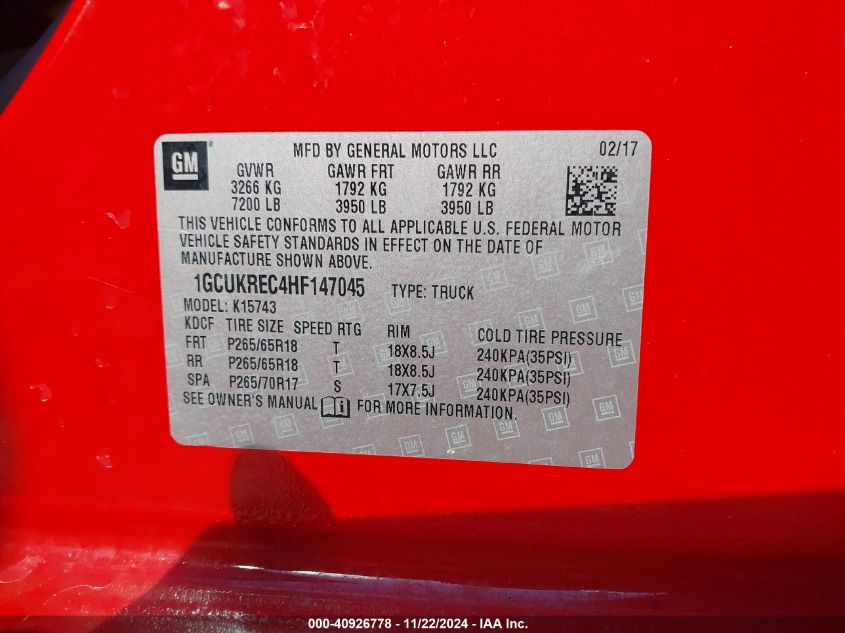 GM ® MFD BY GENERAL MOTORS LLC 02/17
GVWR GAWR FRT GAWR RR
3266 KG 1792 KG 1792 KG
7200 LB 3950 LB 3950 LB
THIS VEHICLE CONFORMS TO ALL APPLICABLE U.S. FEDERAL MOTOR
VEHICLE SAFETY STANDARDS IN EFFECT ON THE DATE OF
MANUFACTURE SHOWN ABOVE.
1GCUKREC4HF147045 TYPE: TRUCK
MODEL: K15743
KDCF TIRE SIZE SPEED RTG RIM COLD TIRE PRESSURE
FRT P265/65R18 T 18X8.5J 240KPA(35PSI)
RR P265/65R18 T 18X8.5J 240KPA(35PSI)
SPA P265/70R17 S 17X7.5J 240KPA(35PSI)
SEE OWNER'S MANUAL FOR MORE INFORMATION.
000-40926778 - 11/22/2024 - IAA Inc.